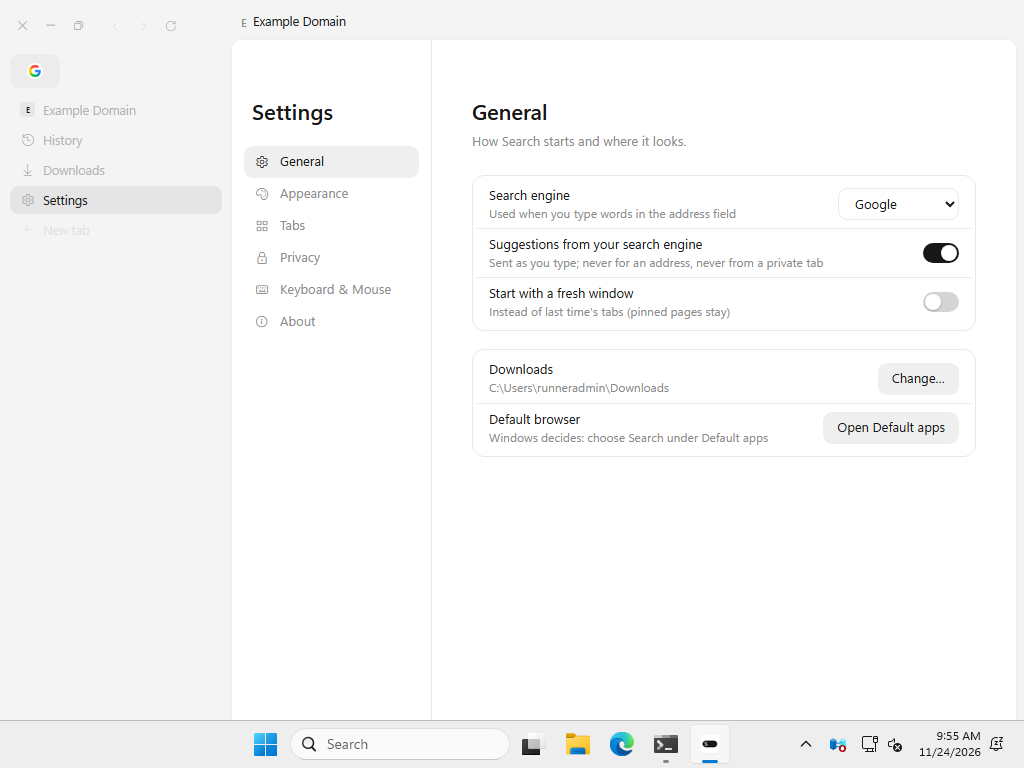 E Example Domain
E Example Domain
History
Downloads
Settings
New tab
Settings
General
Appearance
Tabs
Privacy
Keyboard & Mouse
About
General
How Search starts and where it looks.
Search engine
Used when you type words in the address field
Google
Suggestions from your search engine
Sent as you type; never for an address, never from a private tab
Start with a fresh window
Instead of last time's tabs (pinned pages stay)
Downloads
C:\Users\runneradmin\Downloads
Change...
Default browser
Windows decides: choose Search under Default apps
Open Default apps
Search
9:55 AM
11/24/2026